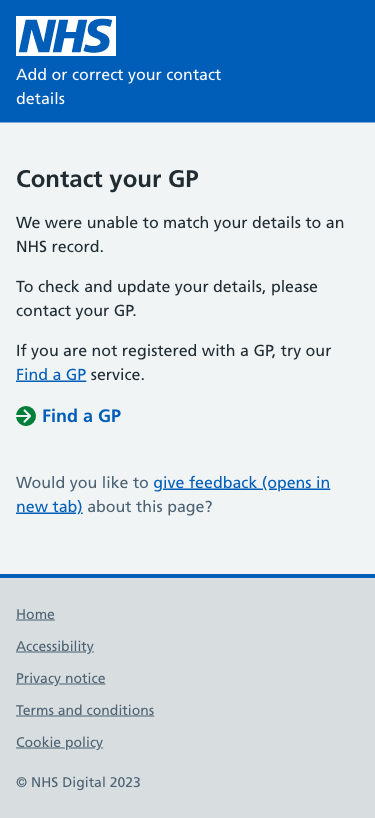 NHS
Add or correct your contact
details
Contact your GP
We were unable to match your details to an
NHS record.
To check and update your details, please
contact your GP.
If you are not registered with a GP, try our
Find a GP service.
Find a GP
Would you like to give feedback (opens in
new tab) about this page?
Home
Accessibility
Privacy notice
Terms and conditions
Cookie policy
© NHS Digital 2023